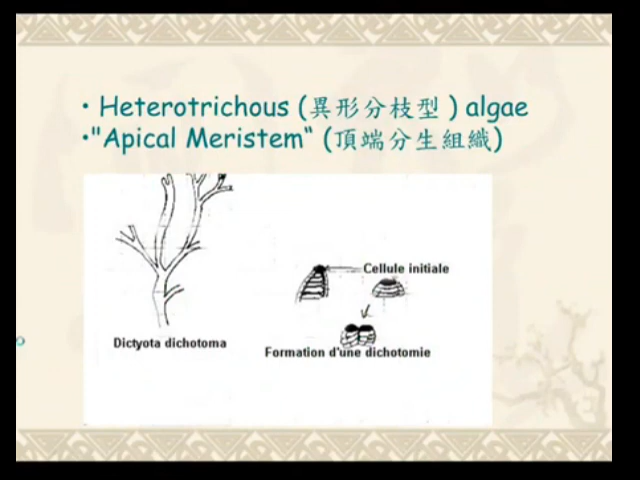 • Heterotrichous (異形分枝型 ) algae
•"Apical Meristem“ (頂端分生組織)
Cellule initiale
Dictyota dichotoma
Formation d'une dichotomie